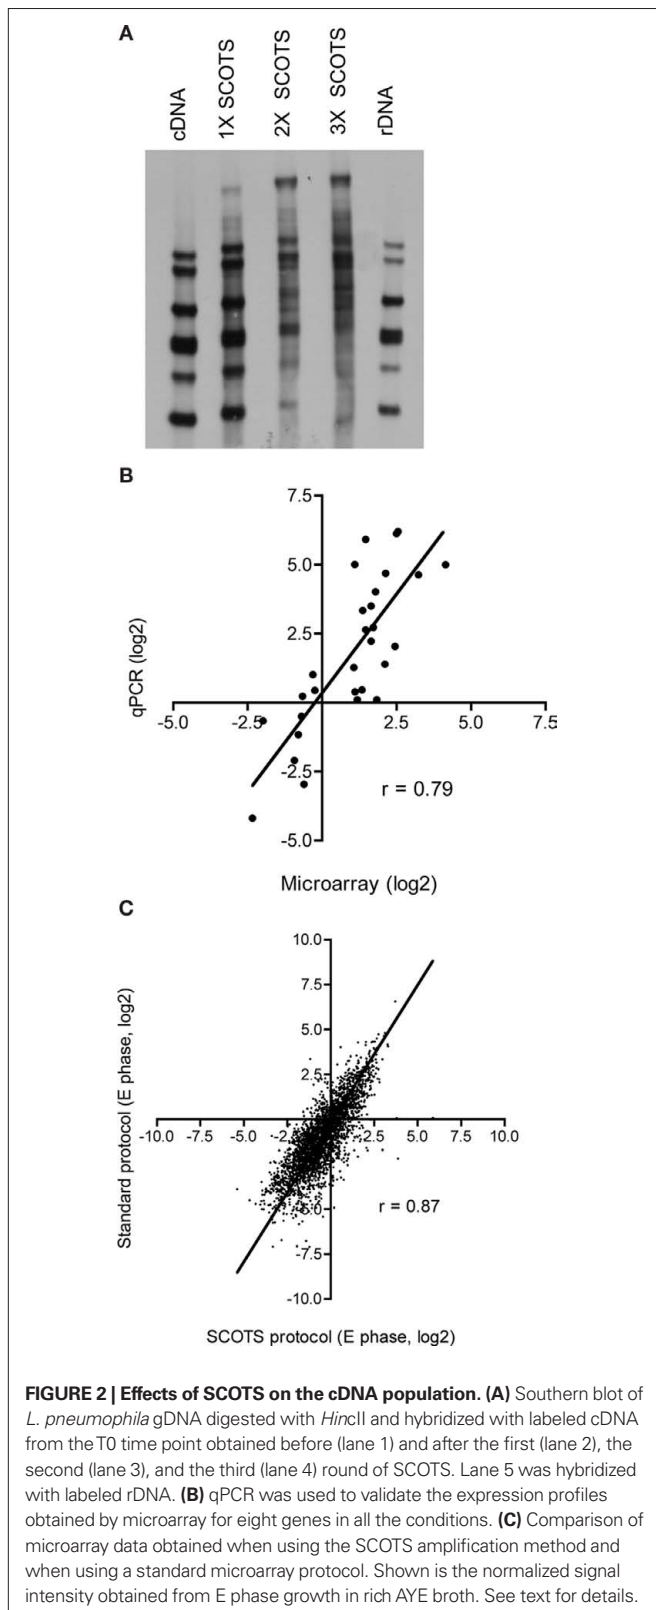 A
cDNA
1X SCOTS
2X SCOTS
3X SCOTS
rDNA
B
7.5
5.0
2.5
qPCR (log2)
-5.0 -2.5 2.5 5.0 7.5
-2.5
r = 0.79
-5.0
Microarray (log2)
C
10.0
7.5
5.0
2.5
Standard protocol (E phase, log2)
-10.0 -7.5 -5.0 2.5 5.0 7.5 10.0
r = 0.87
-7.5
-10.0
SCOTS protocol (E phase, log2)
FIGURE 2 | Effects of SCOTS on the cDNA population. (A) Southern blot of
L. pneumophila gDNA digested with HincII and hybridized with labeled cDNA
from the T0 time point obtained before (lane 1) and after the first (lane 2), the
second (lane 3), and the third (lane 4) round of SCOTS. Lane 5 was hybridized
with labeled rDNA. (B) qPCR was used to validate the expression profiles
obtained by microarray for eight genes in all the conditions. (C) Comparison of
microarray data obtained when using the SCOTS amplification method and
when using a standard microarray protocol. Shown is the normalized signal
intensity obtained from E phase growth in rich AYE broth. See text for details.